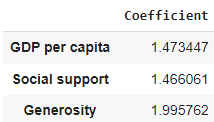 Coefficient
GDP per capita 1.473447
Social support 1.466061
Generosity 1.995762